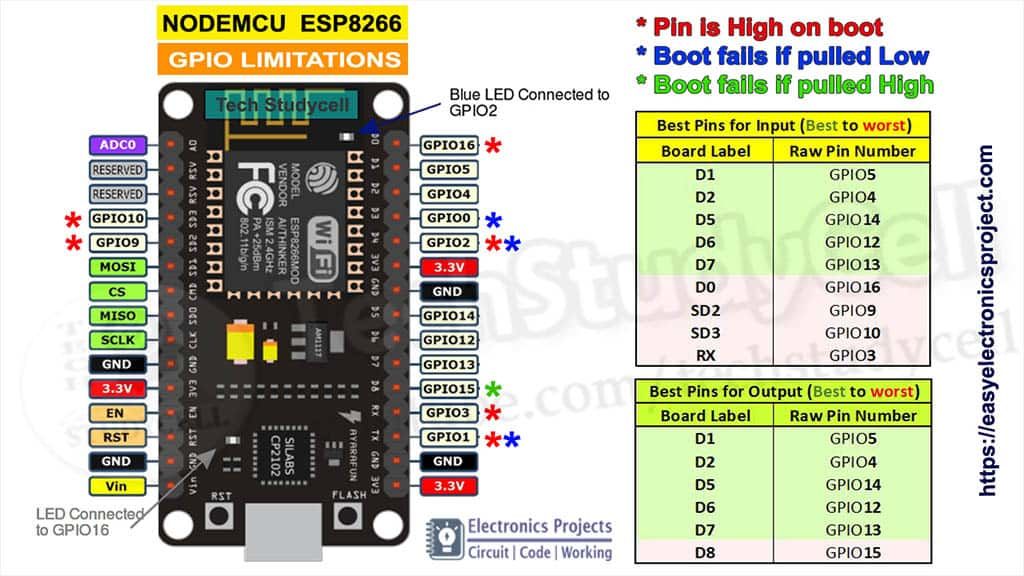 NODEMCU ESP8266
GPIO LIMITATIONS
* Pin is High on boot
* Boot fails if pulled Low
* Boot fails if pulled High
Tech Studycell
Blue LED Connected to
GPIO2
ADC0
RESERVED
RESERVED
GPIO10
GPIO9
MOSI
CS
MISO
SCLK
GND
3.3V
EN
RST
GND
Vin
A0
RSV
RSV
SD3
SD2
SD1
CMD
SD0
CLK
GND
3V3
EN
RST
GND
Vin
MODEL
VENDOR
ESP8266MOD
AI/THINKER
ISM 2.4GHz
PA +25dBm
802.11b/g/n
FC
Wi Fi
AM1117
SILABS
CP2102
AYARAFUN
RST
FLASH
D0
D1
D2
D3
D4
3V3
GND
D5
D6
D7
D8
RX
TX
GND
3V3
GPIO16 *
GPIO5
GPIO4
GPIO0 *
GPIO2 * *
3.3V
GND
GPIO14
GPIO12
GPIO13
GPIO15 *
GPIO3 *
GPIO1 * *
GND
3.3V
LED Connected
to GPIO16
Electronics Projects
Circuit | Code | Working
Best Pins for Input (Best to worst)
Board Label Raw Pin Number
D1 GPIO5
D2 GPIO4
D5 GPIO14
D6 GPIO12
D7 GPIO13
D0 GPIO16
SD2 GPIO9
SD3 GPIO10
RX GPIO3
Best Pins for Output (Best to worst)
Board Label Raw Pin Number
D1 GPIO5
D2 GPIO4
D5 GPIO14
D6 GPIO12
D7 GPIO13
D8 GPIO15
https://easyelectronicsproject.com